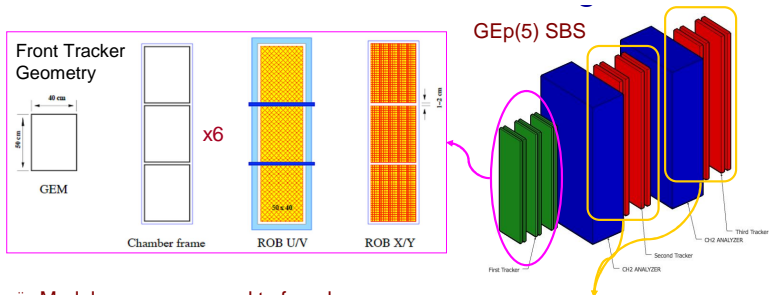 GEp(5) SBS
Front Tracker
Geometry
40 cm
50 cm
GEM
x6
Chamber frame
50 x 40
ROB U/V
1-2 cm
ROB X/Y
First Tracker
CH2 ANALYZER
Second Tracker
CH2 ANALYZER
Third Tracker